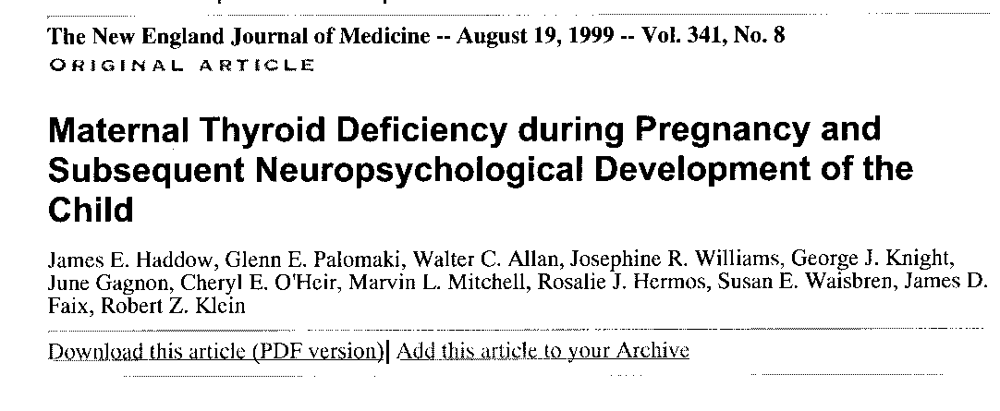 The New England Journal of Medicine -- August 19, 1999 -- Vol. 341, No. 8
ORIGINAL ARTICLE
Maternal Thyroid Deficiency during Pregnancy and
Subsequent Neuropsychological Development of the
Child
James E. Haddow, Glenn E. Palomaki, Walter C. Allan, Josephine R. Williams, George J. Knight,
June Gagnon, Cheryl E. O'Heir, Marvin L. Mitchell, Rosalie J. Hermos, Susan E. Waisbren, James D.
Faix, Robert Z. Klein
Download this article (PDF version)| Add this article to your Archive